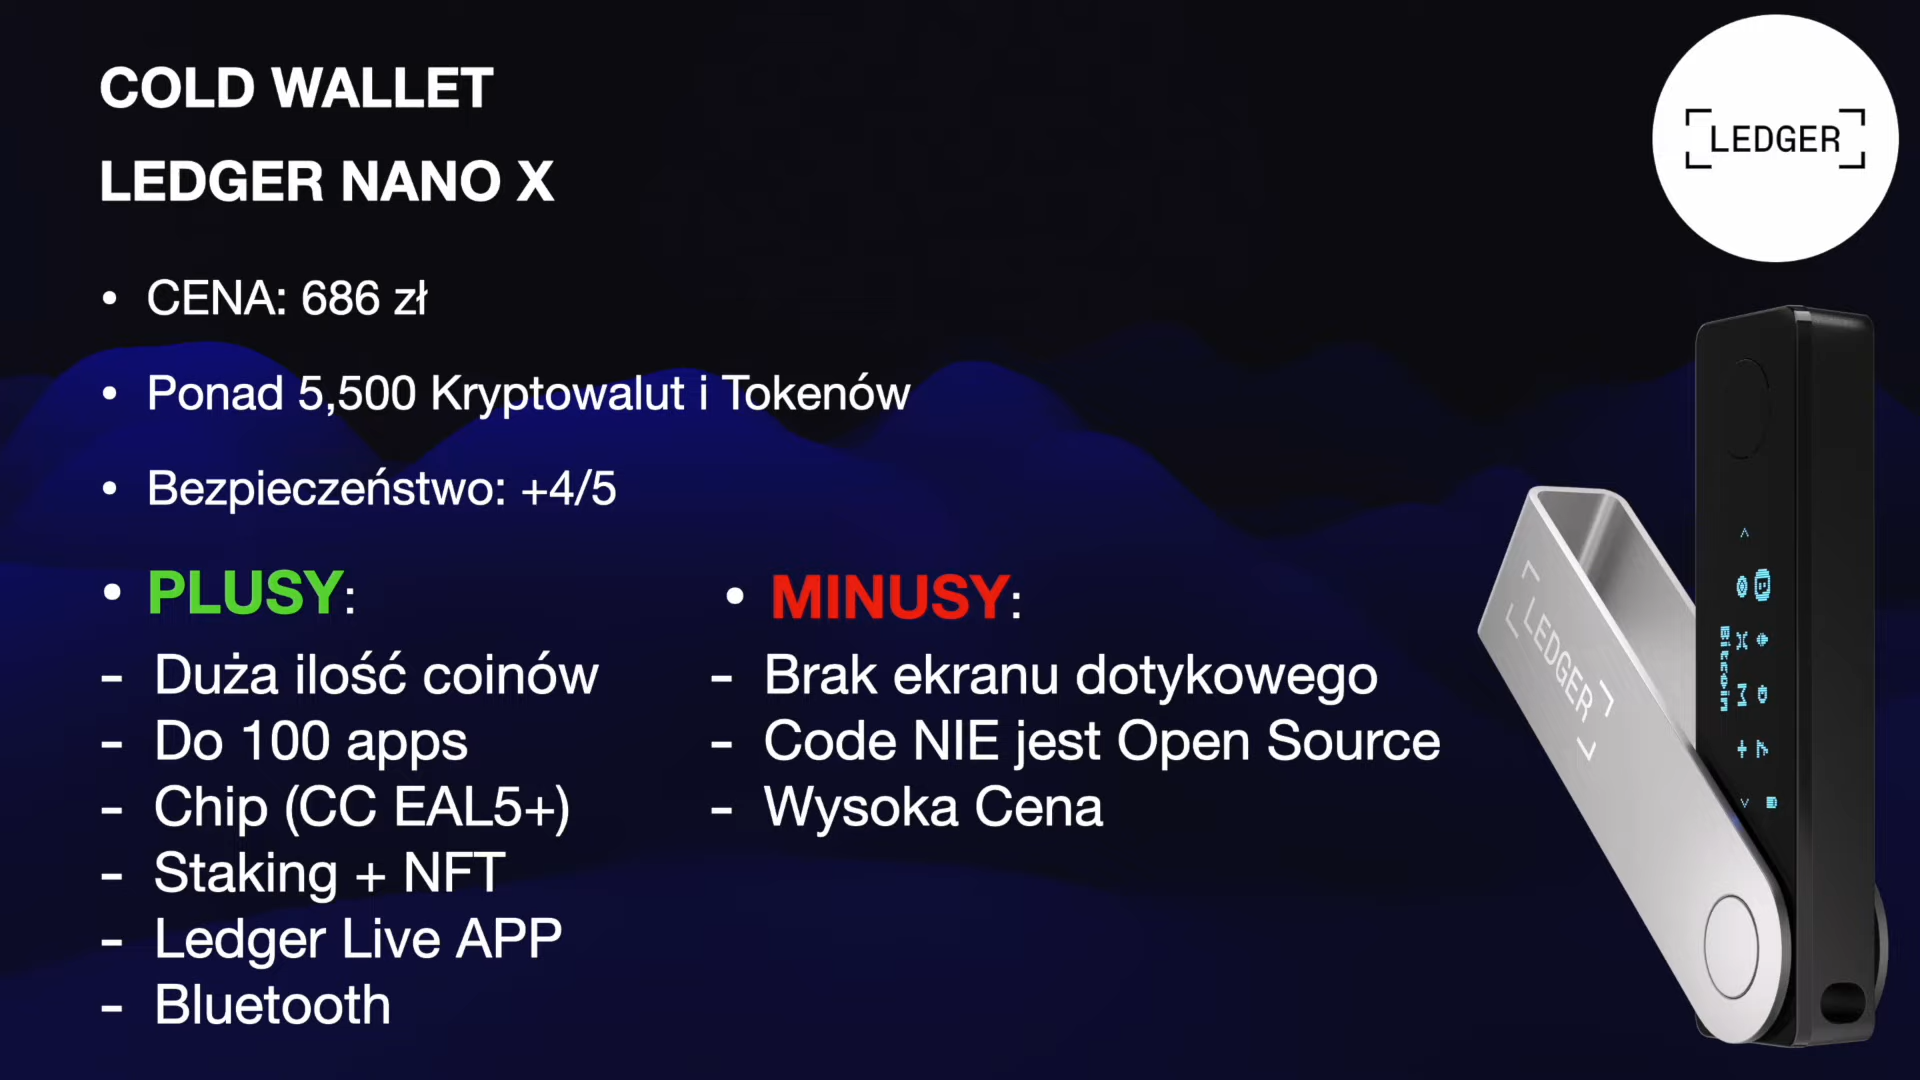 COLD WALLET
LEDGER NANO X
LEDGER
• CENA: 686 zł
• Ponad 5,500 Kryptowalut i Tokenów
• Bezpieczeństwo: +4/5
• PLUSY:
- Duża ilość coinów
- Do 100 apps
- Chip (CC EAL5+)
- Staking + NFT
- Ledger Live APP
- Bluetooth
• MINUSY:
- Brak ekranu dotykowego
- Code NIE jest Open Source
- Wysoka Cena
LEDGER
Bitcoin